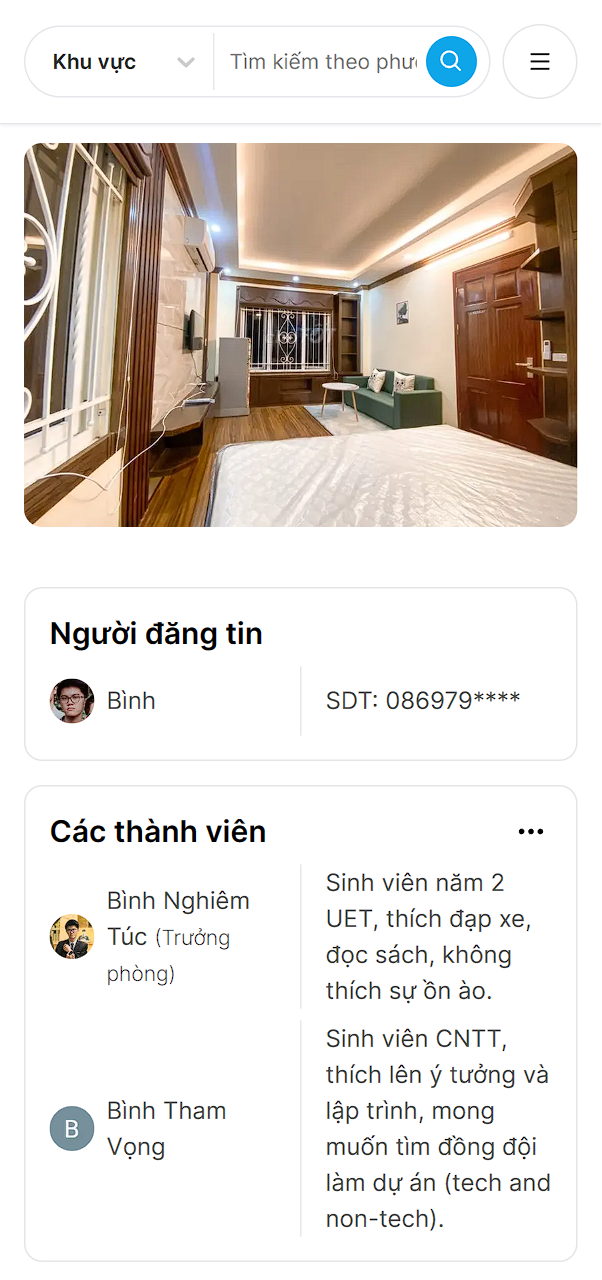 Khu vực
Tìm kiếm theo phươ
Người đăng tin
Bình
SDT: 086979****
Các thành viên
Bình Nghiêm
Túc (Trưởng
phòng)
Sinh viên năm 2
UET, thích đạp xe,
đọc sách, không
thích sự ồn ào.
B
Bình Tham
Vọng
Sinh viên CNTT,
thích lên ý tưởng và
lập trình, mong
muốn tìm đồng đội
làm dự án (tech and
non-tech).